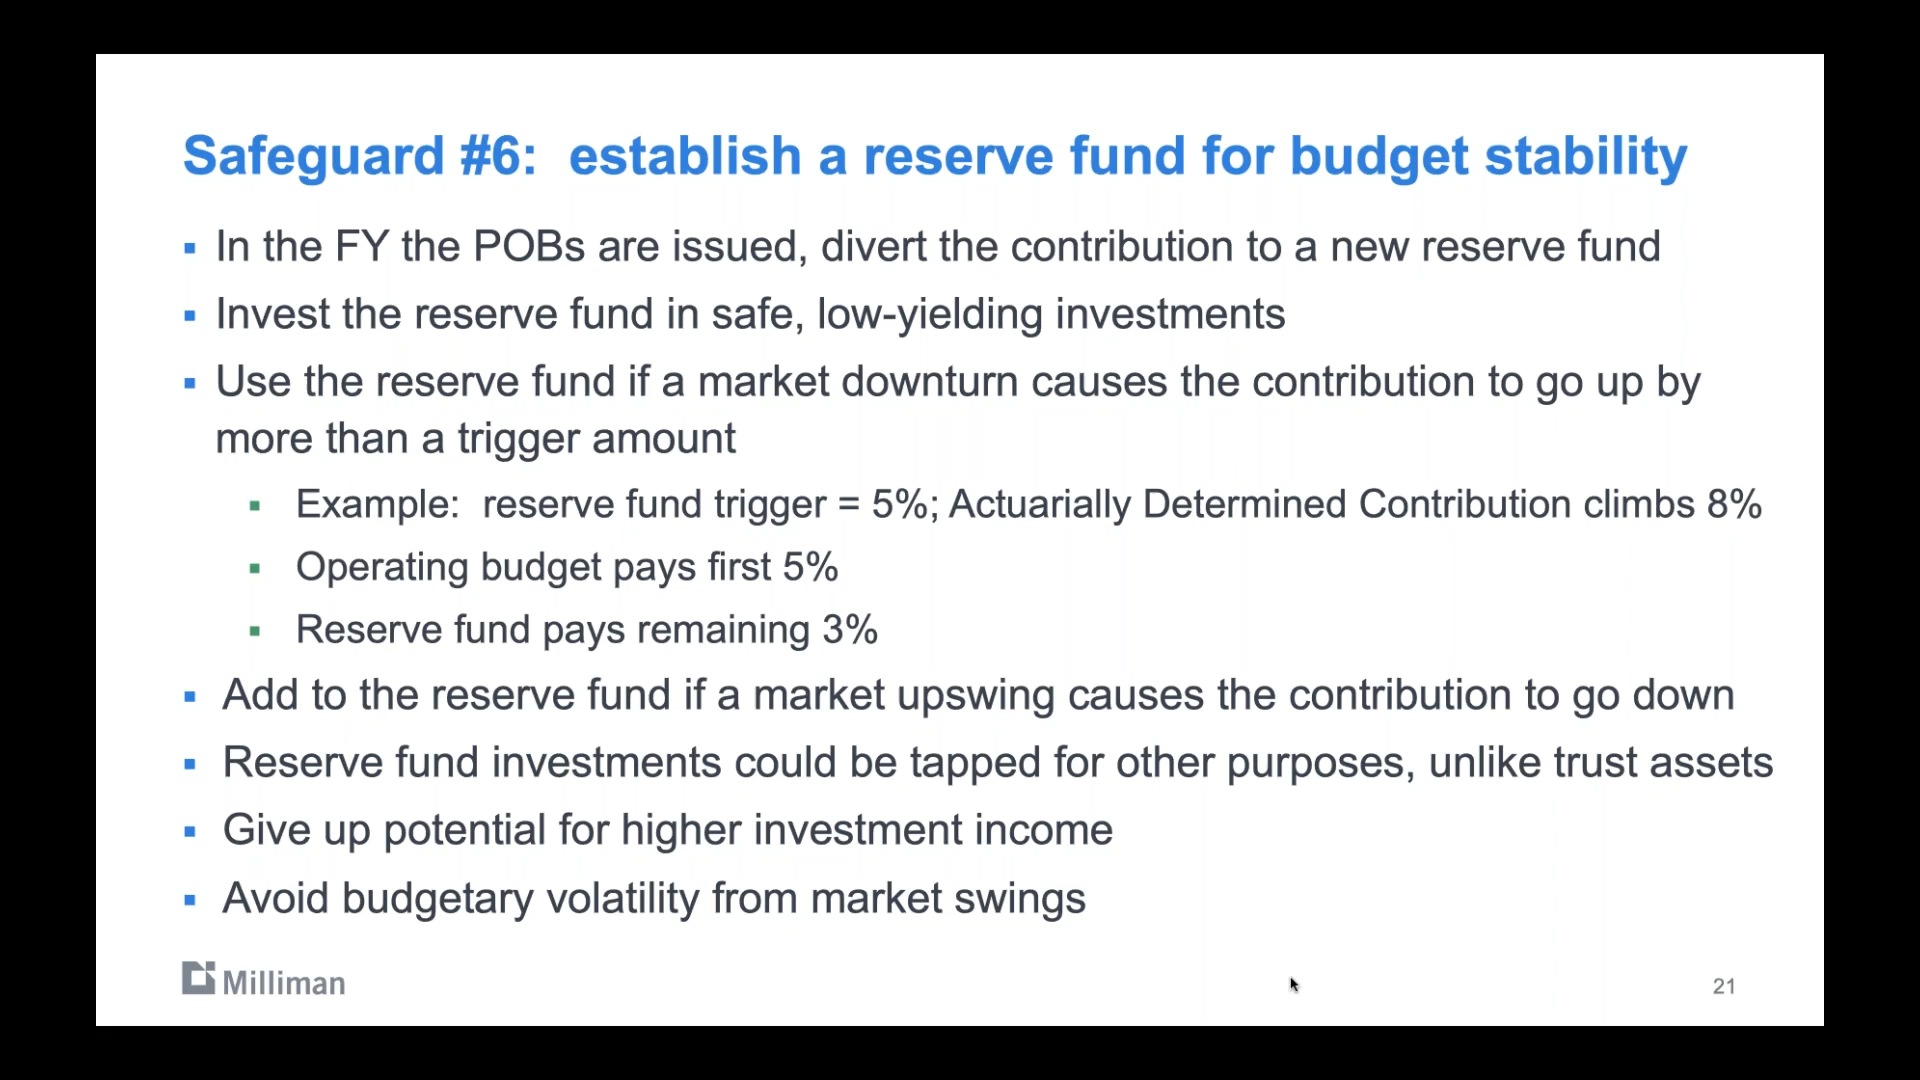 Safeguard #6:  establish a reserve fund for budget stability
▪ In the FY the POBs are issued, divert the contribution to a new reserve fund
▪ Invest the reserve fund in safe, low-yielding investments
▪ Use the reserve fund if a market downturn causes the contribution to go up by
more than a trigger amount
▪ Example:  reserve fund trigger = 5%; Actuarially Determined Contribution climbs 8%
▪ Operating budget pays first 5%
▪ Reserve fund pays remaining 3%
▪ Add to the reserve fund if a market upswing causes the contribution to go down
▪ Reserve fund investments could be tapped for other purposes, unlike trust assets
▪ Give up potential for higher investment income
▪ Avoid budgetary volatility from market swings
Milliman
21